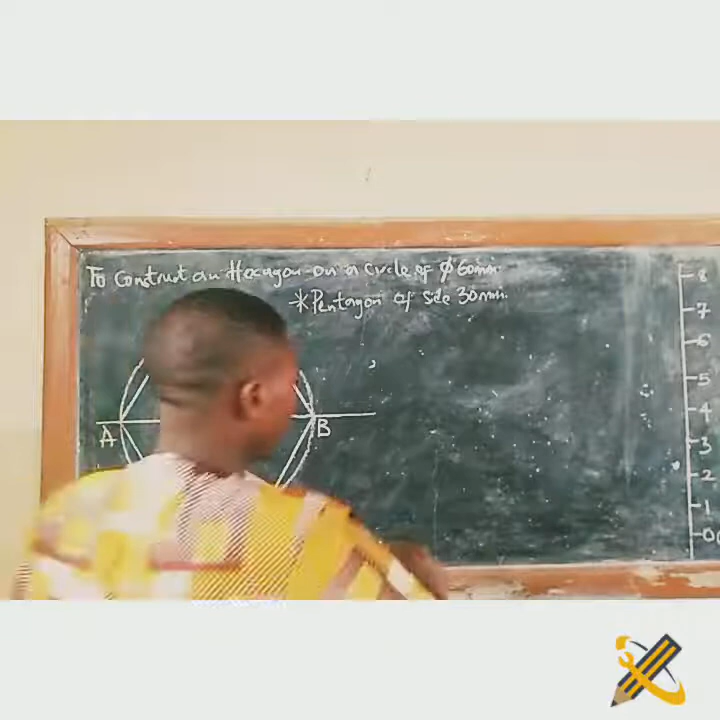 To Construct an Hexagon on a circle of φ 60mm
*Pentagon of side 30mm.
A
B
8
7
6
5
4
3
2
1
0